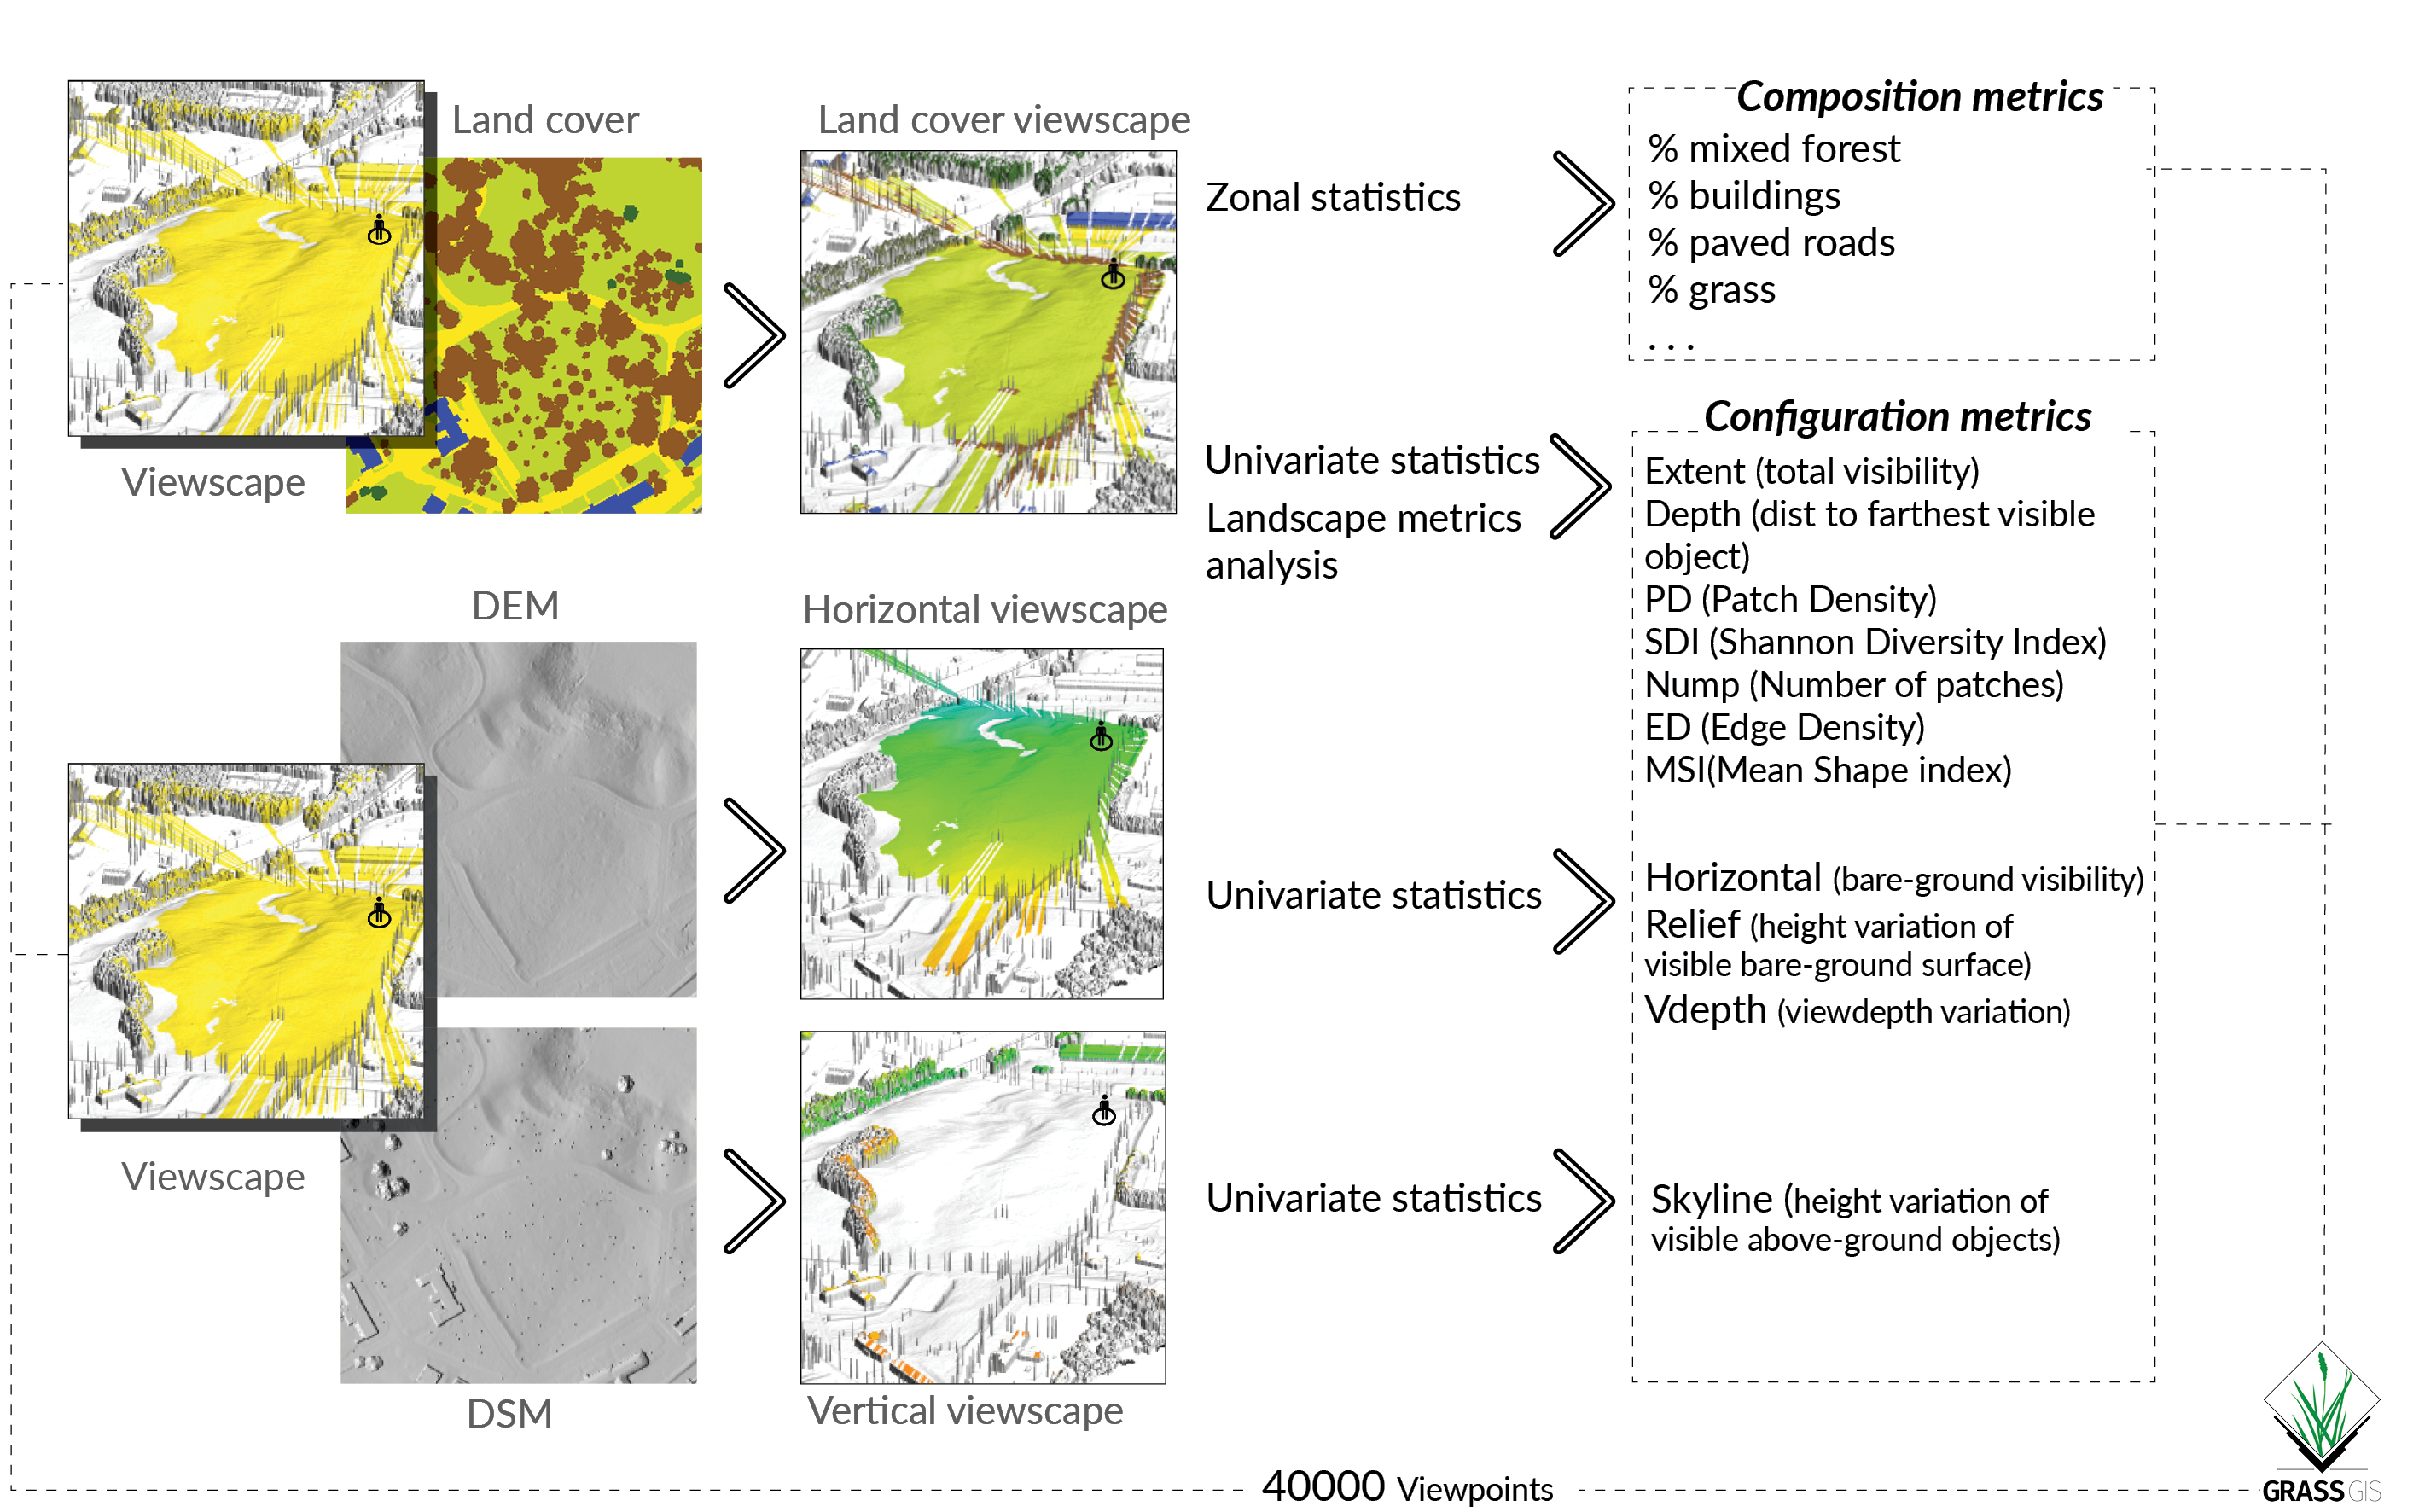 Land cover
Viewscape
Land cover viewscape
Zonal statistics
Composition metrics
% mixed forest
% buildings
% paved roads
% grass
. . .
Univariate statistics
Landscape metrics
analysis
Configuration metrics
Extent (total visibility)
Depth (dist to farthest visible
object)
PD (Patch Density)
SDI (Shannon Diversity Index)
Nump (Number of patches)
ED (Edge Density)
MSI(Mean Shape index)
DEM
Viewscape
DSM
Horizontal viewscape
Univariate statistics
Horizontal (bare-ground visibility)
Relief (height variation of
visible bare-ground surface)
Vdepth (viewdepth variation)
Vertical viewscape
Univariate statistics
Skyline (height variation of
visible above-ground objects)
40000 Viewpoints
GRASS GIS